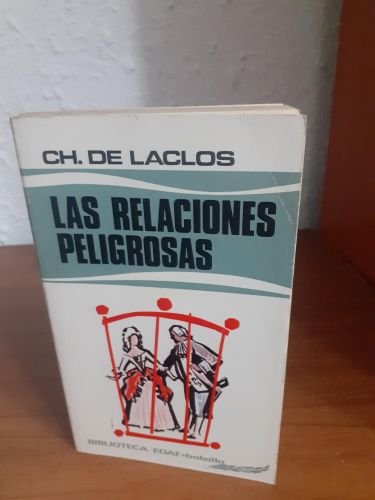 CH. DE LACLOS
LAS RELACIONES
PELIGROSAS
BIBLIOTECA EDAF•bolsillo